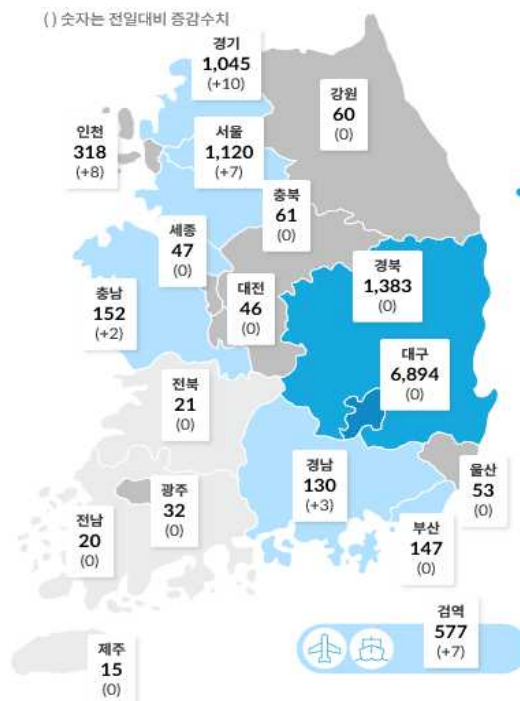 ( ) 숫자는 전일대비 증감수치
경기
1,045
(+10)
강원
60
(0)
인천
318
(+8)
서울
1,120
(+7)
충북
61
(0)
세종
47
(0)
경북
1,383
(0)
대전
46
(0)
충남
152
(+2)
대구
6,894
(0)
전북
21
(0)
경남
130
(+3)
울산
53
(0)
광주
32
(0)
전남
20
(0)
부산
147
(0)
검역
577
(+7)
제주
15
(0)